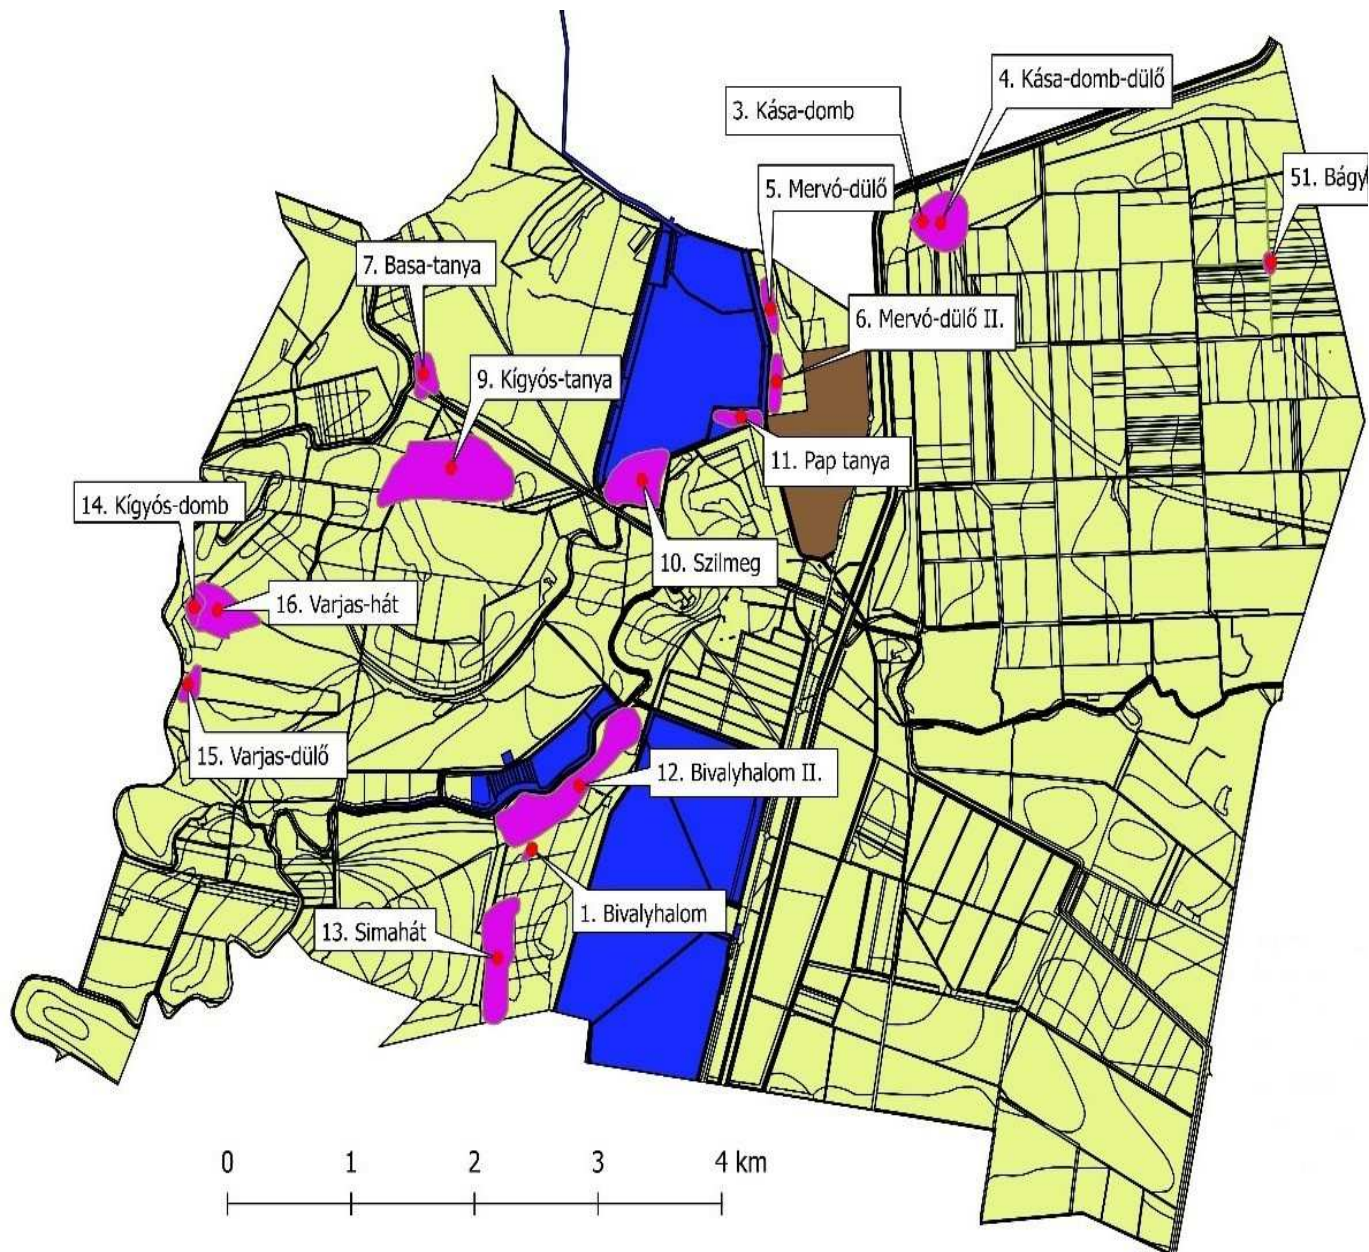 4. Kása-domb-dülő
3. Kása-domb
5. Mervó-dülő
51. Bágy
7. Basa-tanya
6. Mervó-dülő II.
9. Kígyós-tanya
11. Pap tanya
14. Kígyós-domb
10. Szilmeg
16. Varjas-hát
15. Varjas-dülő
12. Bivalyhalom II.
1. Bivalyhalom
13. Simahát
0 1 2 3 4 km